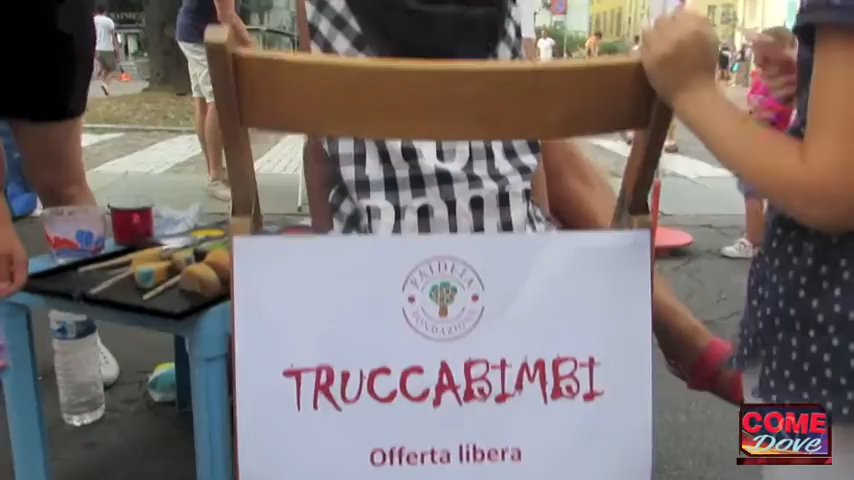 PAIDEIA
FONDAZIONE
TRUCCABIMBI
Offerta libera
COME
Dove